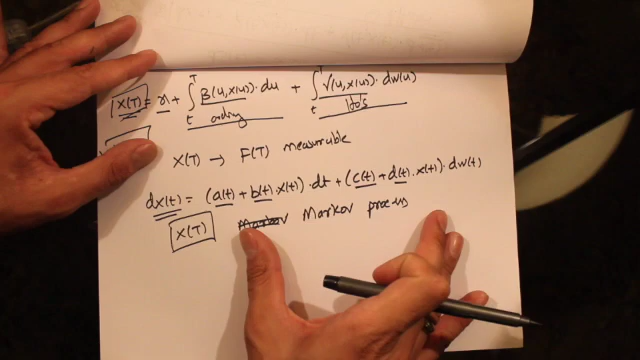 X(T) = x + ∫_t^T β(u, X(u)) · du + ∫_t^T γ(u, X(u)) · dW(u)
ordinary Ito's
X(T) → F(T) measurable
dX(t) = (a(t) + b(t) · X(t)) · dt + (c(t) + d(t) · X(t)) · dW(t)
X(T) Markov process